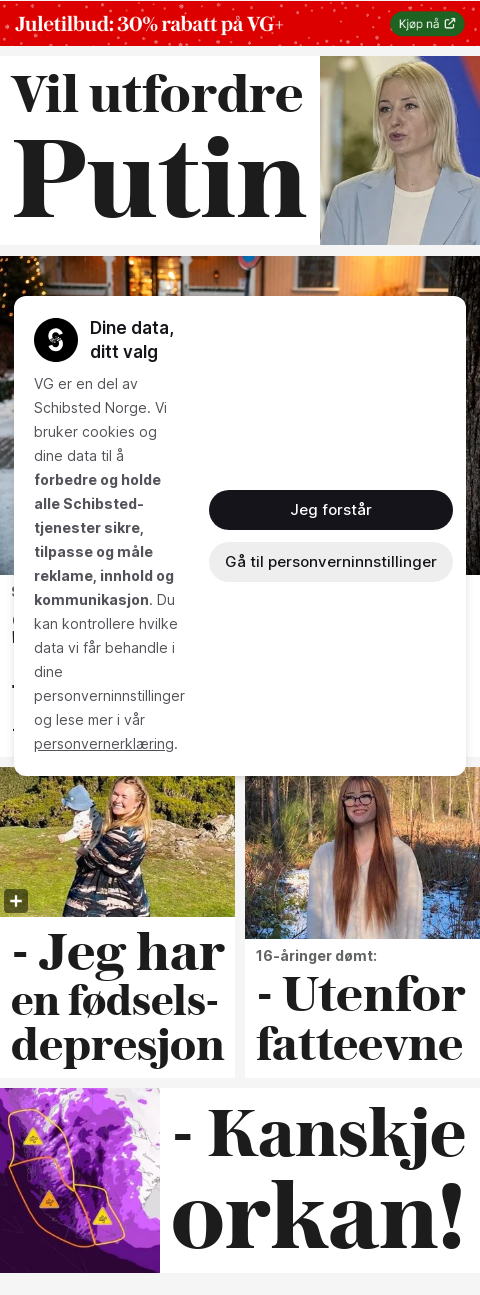 Juletilbud: 30% rabatt på VG+
Kjøp nå
Vil utfordre
Putin
Dine data,
ditt valg
VG er en del av
Schibsted Norge. Vi
bruker cookies og
dine data til å
forbedre og holde
alle Schibsted-
tjenester sikre,
tilpasse og måle
reklame, innhold og
kommunikasjon. Du
kan kontrollere hvilke
data vi får behandle i
dine
personverninnstillinger
og lese mer i vår
personvernerklæring.
Jeg forstår
Gå til personverninnstillinger
- Jeg har
en fødsels-
depresjon
16-åringer dømt:
- Utenfor
fatteevne
- Kanskje
orkan!